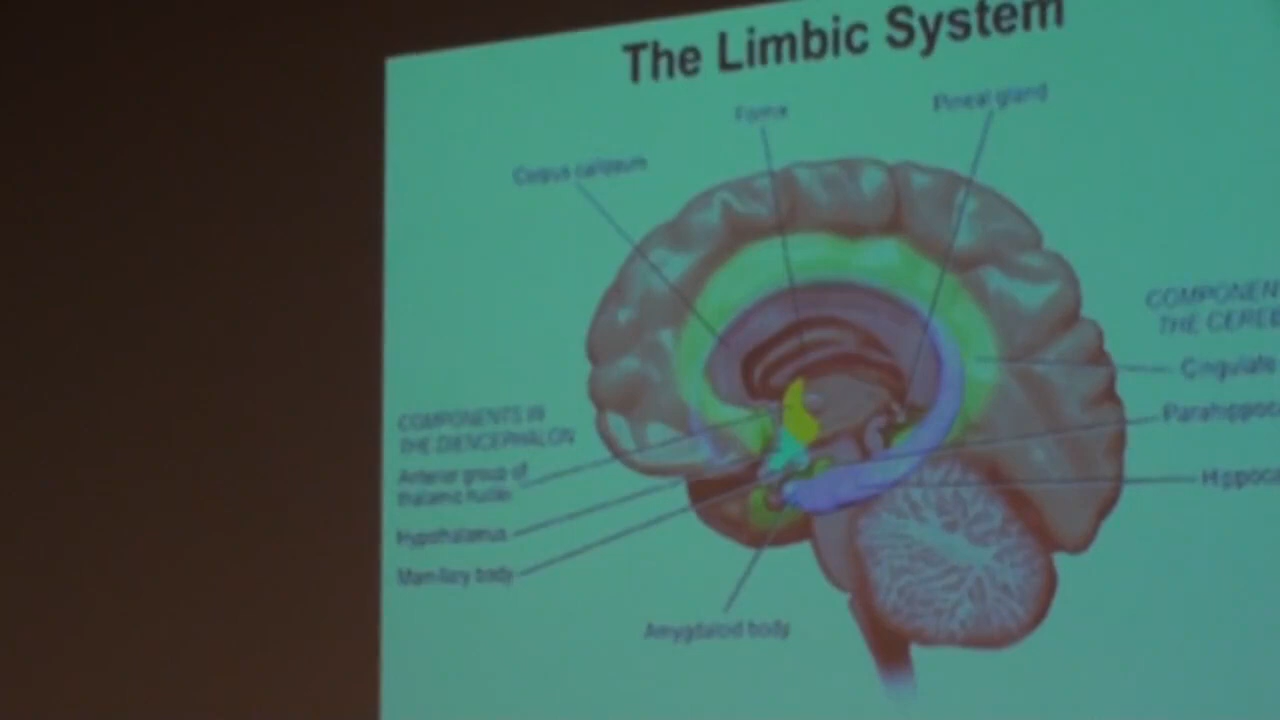 The Limbic System
Fornix
Pineal gland
Corpus callosum
COMPONEN
THE CEREB
Cingulate
COMPONENTS IN
THE DIENCEPHALON
Parahippoc
Anterior group of
thalamic nuclei
Hippoca
Hypothalamus
Mamillary body
Amygdaloid body